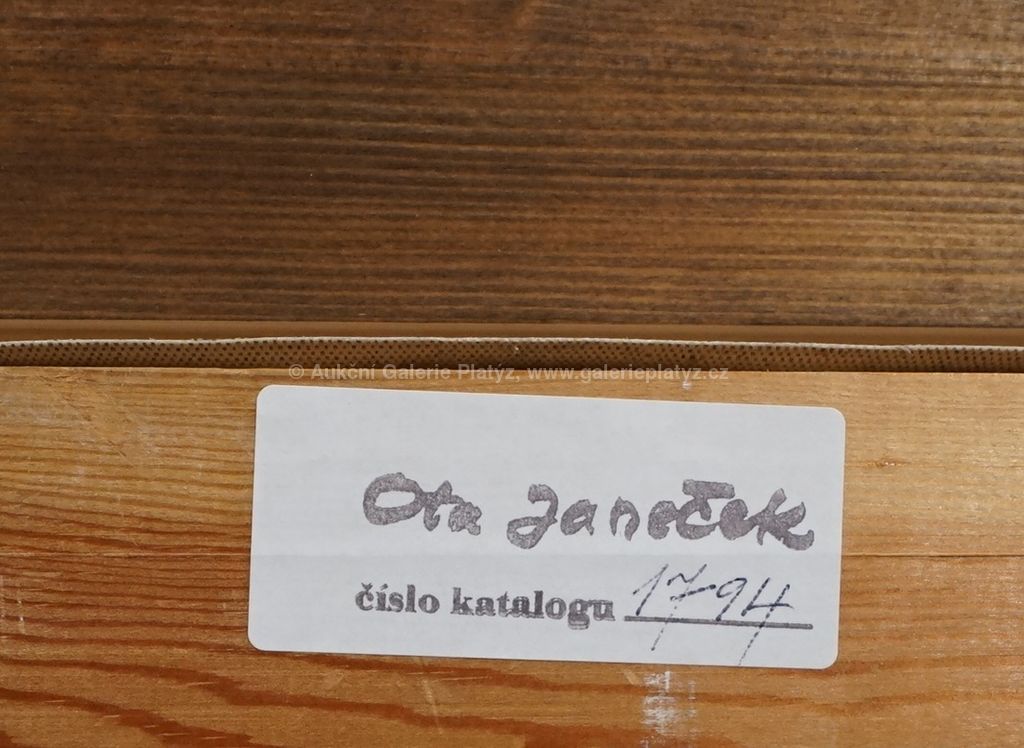 © Aukční Galerie Platýz, www.galerieplatyz.cz
Ota Janeček
číslo katalogu 1794